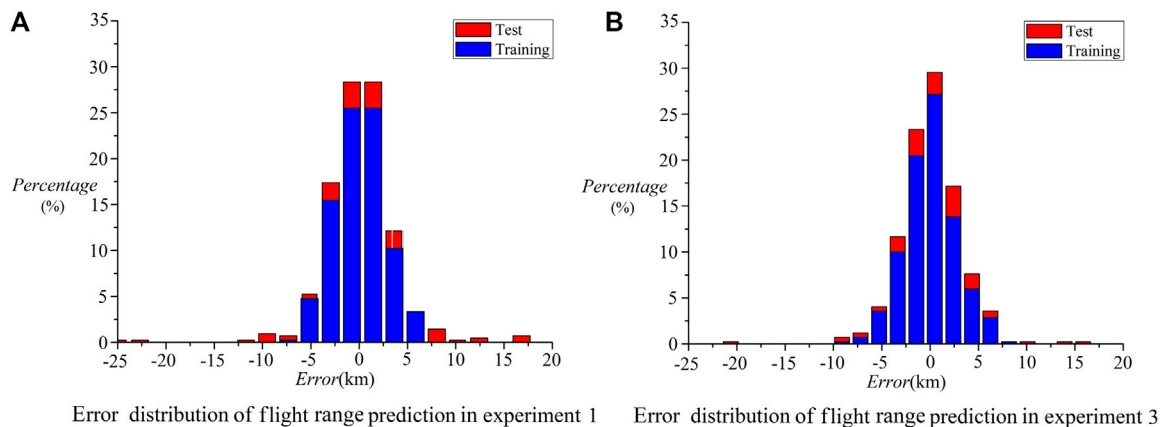 A
35
30
25
20
15
10
5
0
Percentage
(%)
Test
Training
-25 -20 -15 -10 -5 0 5 10 15 20
Error(km)
Error distribution of flight range prediction in experiment 1
B
35
30
25
20
15
10
5
0
Percentage
(%)
Test
Training
-25 -20 -15 -10 -5 0 5 10 15 20
Error(km)
Error distribution of flight range prediction in experiment 3